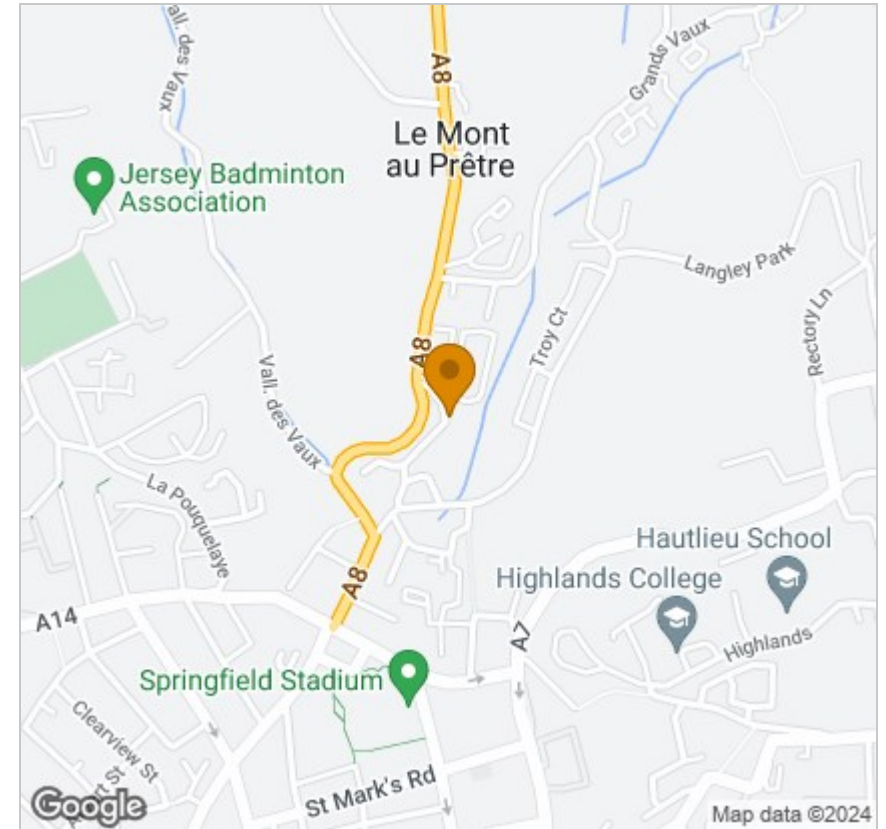 all. des Vaux
A8
Grands Vaux
Le Mont
au Prêtre
Jersey Badminton
Association
Langley Park
Rectory Ln
Troy Ct
A8
Vall. des Vaux
La Pouquelaye
Hautlieu School
Highlands College
A8
A14
A7
Highlands
Springfield Stadium
Clearview St
St
St Mark's Rd
Google
Map data ©2024